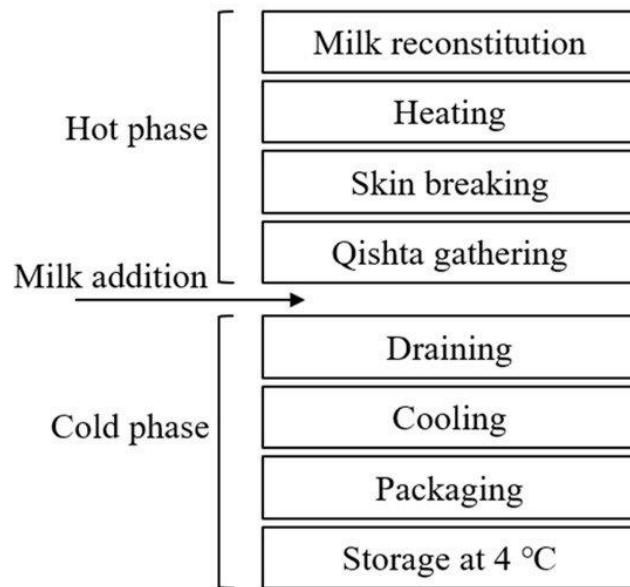 Milk reconstitution
Heating
Hot phase
Skin breaking
Qishta gathering
Milk addition
Draining
Cooling
Cold phase
Packaging
Storage at 4 °C